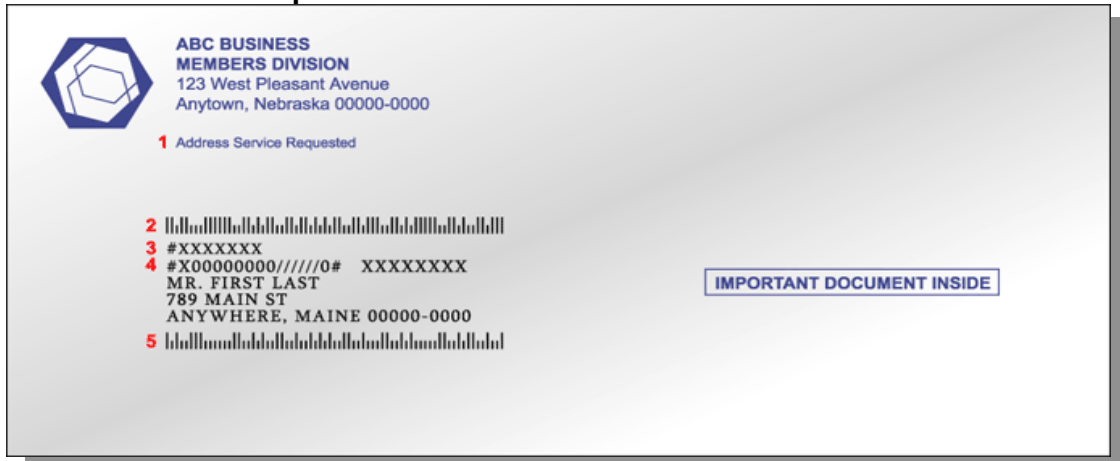 ABC BUSINESS
MEMBERS DIVISION
123 West Pleasant Avenue
Anytown, Nebraska 00000-0000
1 Address Service Requested
2
3 #XXXXXXX
4 #X00000000//////0# XXXXXXXX
MR. FIRST LAST
789 MAIN ST
ANYWHERE, MAINE 00000-0000
5
IMPORTANT DOCUMENT INSIDE